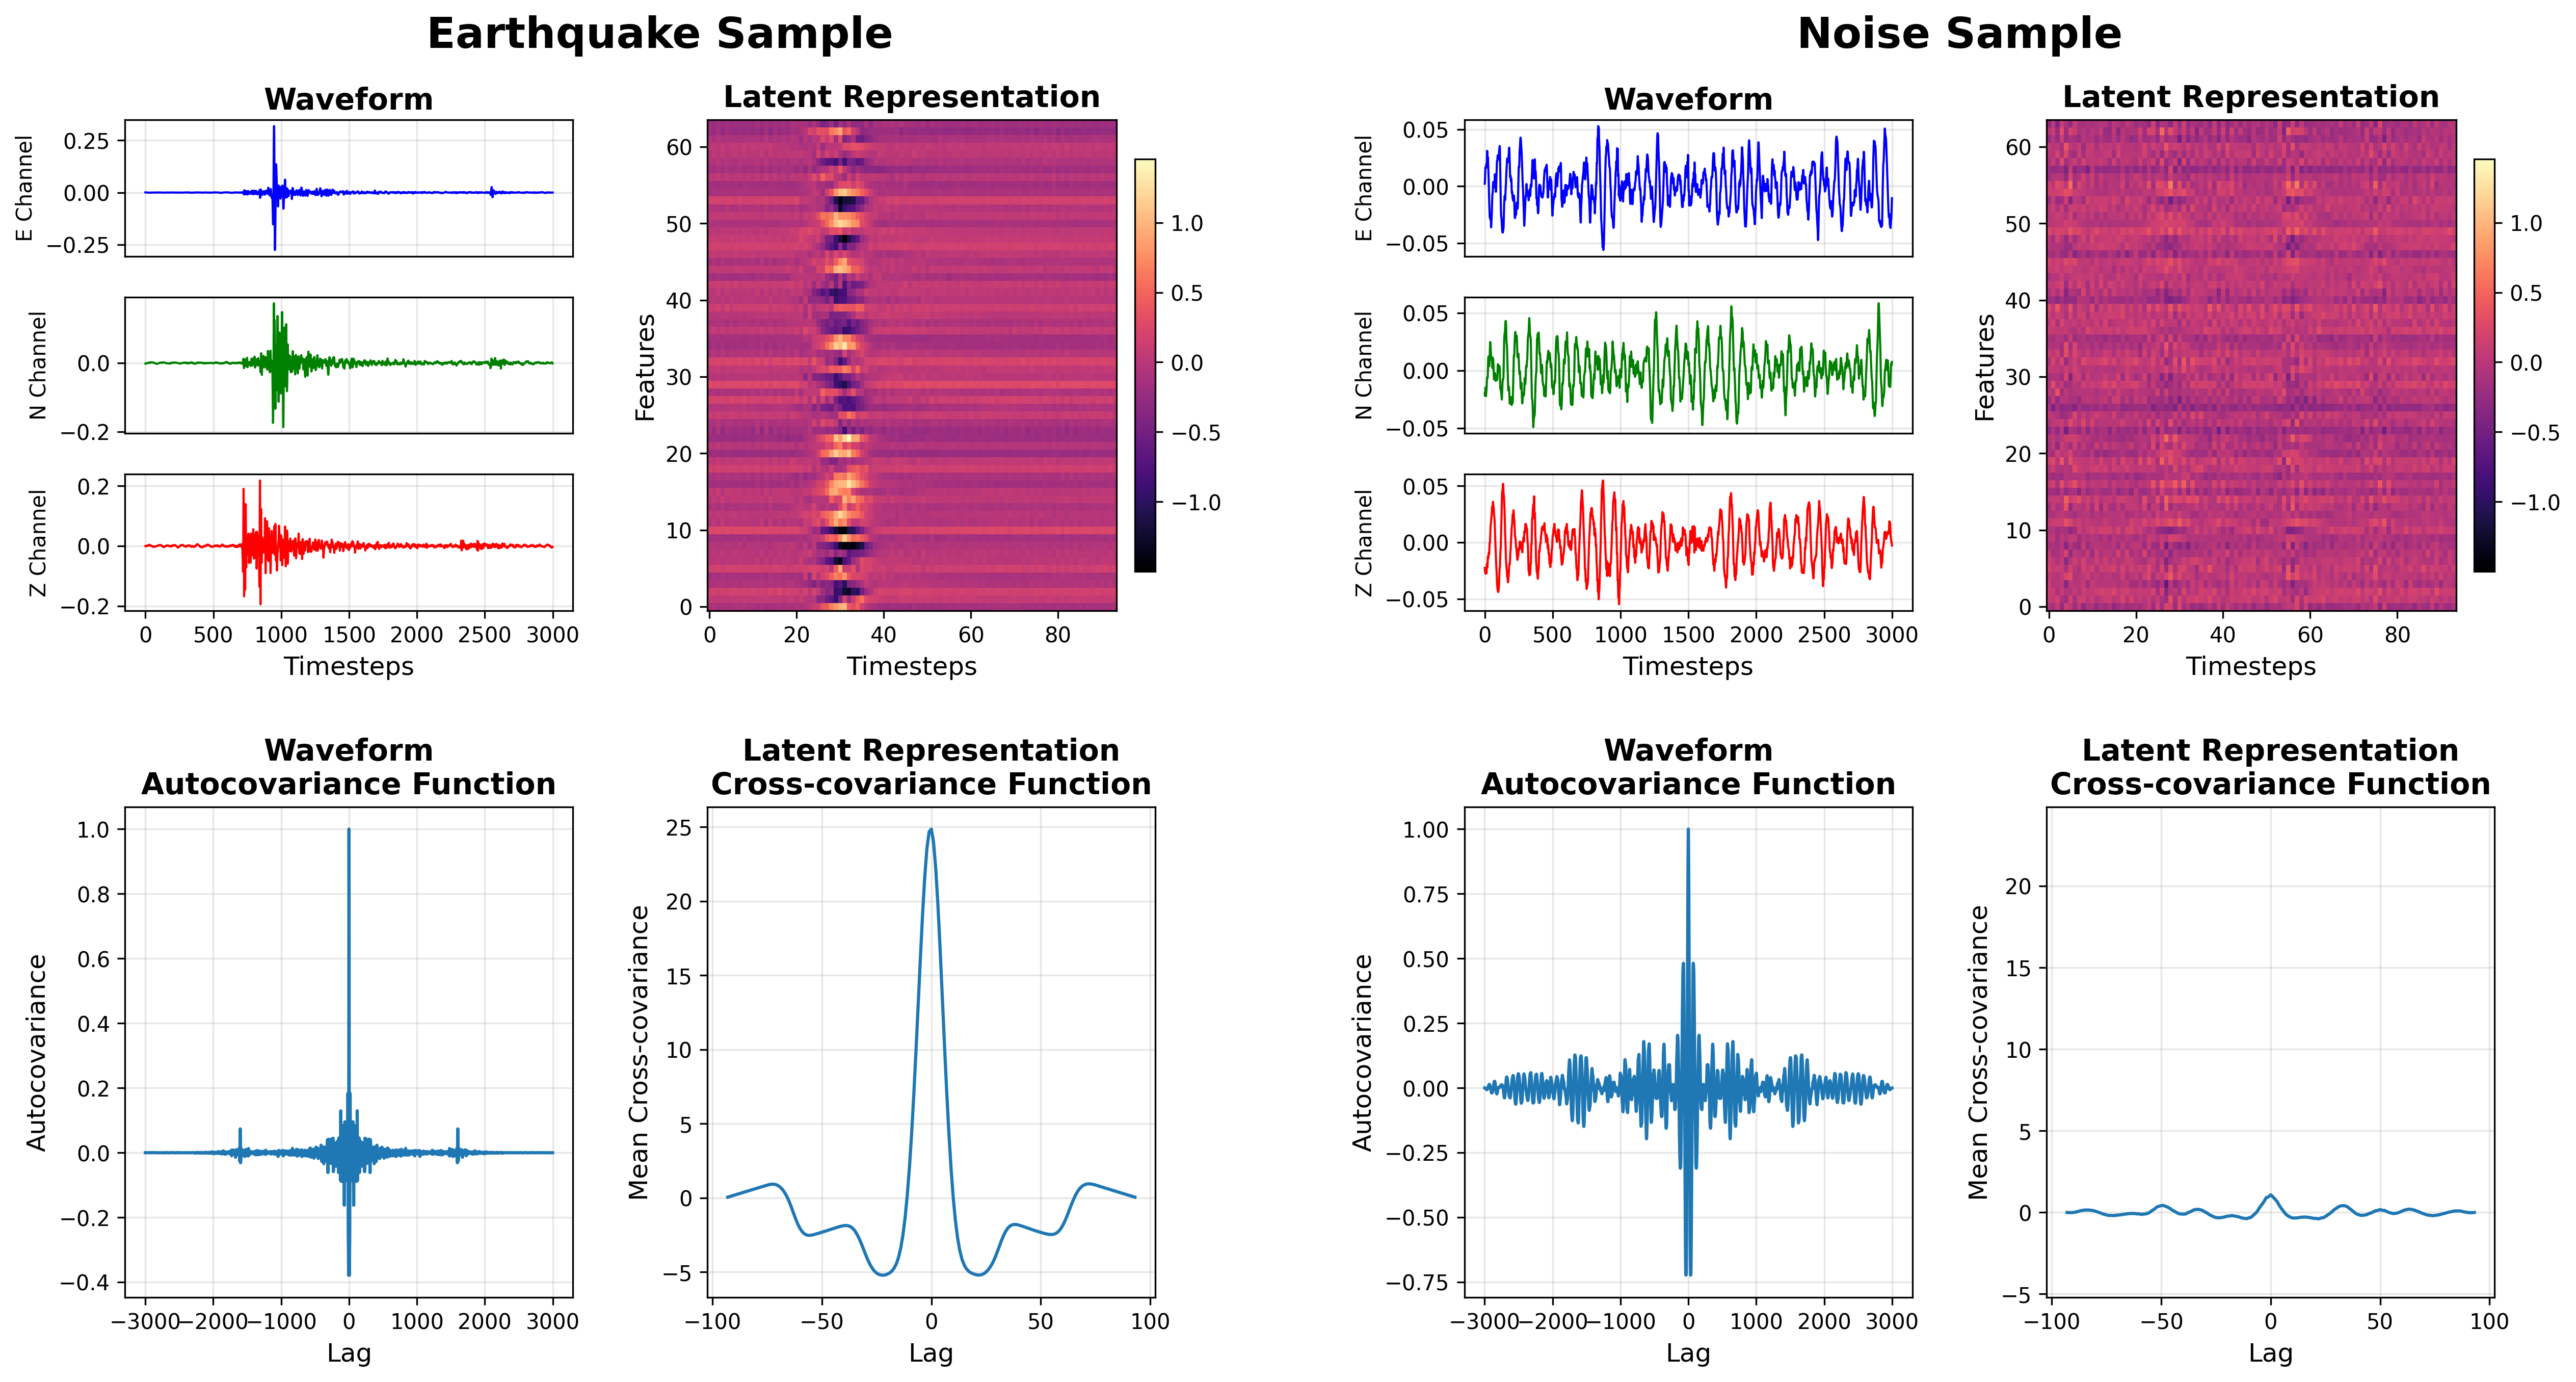 Earthquake Sample
Waveform
E Channel
0.25
0.00
−0.25
N Channel
0.0
−0.2
Z Channel
0.2
0.0
−0.2
0 500 1000 1500 2000 2500 3000
Timesteps
Latent Representation
Features
60
50
40
30
20
10
0
0 20 40 60 80
Timesteps
1.0
0.5
0.0
−0.5
−1.0
Waveform
Autocovariance Function
Autocovariance
1.0
0.8
0.6
0.4
0.2
0.0
−0.2
−0.4
−3000 −2000 −1000 0 1000 2000 3000
Lag
Latent Representation
Cross-covariance Function
Mean Cross-covariance
25
20
15
10
5
0
−5
−100 −50 0 50 100
Lag
Noise Sample
Waveform
E Channel
0.05
0.00
−0.05
N Channel
0.05
0.00
−0.05
Z Channel
0.05
0.00
−0.05
0 500 1000 1500 2000 2500 3000
Timesteps
Latent Representation
Features
60
50
40
30
20
10
0
0 20 40 60 80
Timesteps
1.0
0.5
0.0
−0.5
−1.0
Waveform
Autocovariance Function
Autocovariance
1.00
0.75
0.50
0.25
0.00
−0.25
−0.50
−0.75
−3000 −2000 −1000 0 1000 2000 3000
Lag
Latent Representation
Cross-covariance Function
Mean Cross-covariance
20
15
10
5
0
−5
−100 −50 0 50 100
Lag